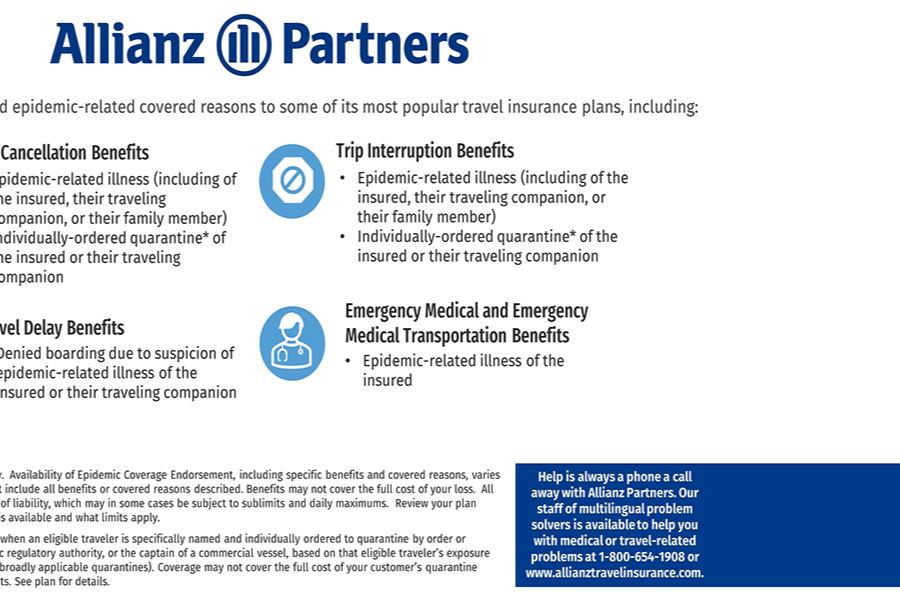 Allianz Partners
d epidemic-related covered reasons to some of its most popular travel insurance plans, including:
Cancellation Benefits
pidemic-related illness (including of
he insured, their traveling
ompanion, or their family member)
ndividually-ordered quarantine* of
he insured or their traveling
ompanion
Trip Interruption Benefits
• Epidemic-related illness (including of the
insured, their traveling companion, or
their family member)
• Individually-ordered quarantine* of the
insured or their traveling companion
vel Delay Benefits
Denied boarding due to suspicion of
epidemic-related illness of the
nsured or their traveling companion
Emergency Medical and Emergency
Medical Transportation Benefits
• Epidemic-related illness of the
insured
y. Availability of Epidemic Coverage Endorsement, including specific benefits and covered reasons, varies
t include all benefits or covered reasons described. Benefits may not cover the full cost of your loss. All
of liability, which may in some cases be subject to sublimits and daily maximums. Review your plan
is available and what limits apply.
when an eligible traveler is specifically named and individually ordered to quarantine by order or
c regulatory authority, or the captain of a commercial vessel, based on that eligible traveler's exposure
broadly applicable quarantines). Coverage may not cover the full cost of your customer's quarantine
ts. See plan for details.
Help is always a phone a call
away with Allianz Partners. Our
staff of multilingual problem
solvers is available to help you
with medical or travel-related
problems at 1-800-654-1908 or
www.allianztravelinsurance.com.